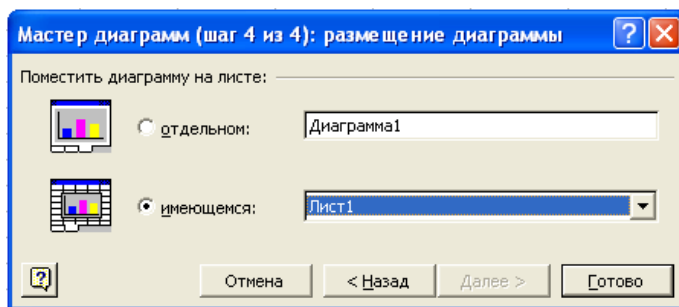 Мастер диаграмм (шаг 4 из 4): размещение диаграммы
Поместить диаграмму на листе:
отдельном: Диаграмма1
имеющемся: Лист1
Отмена < Назад Далее > Готово